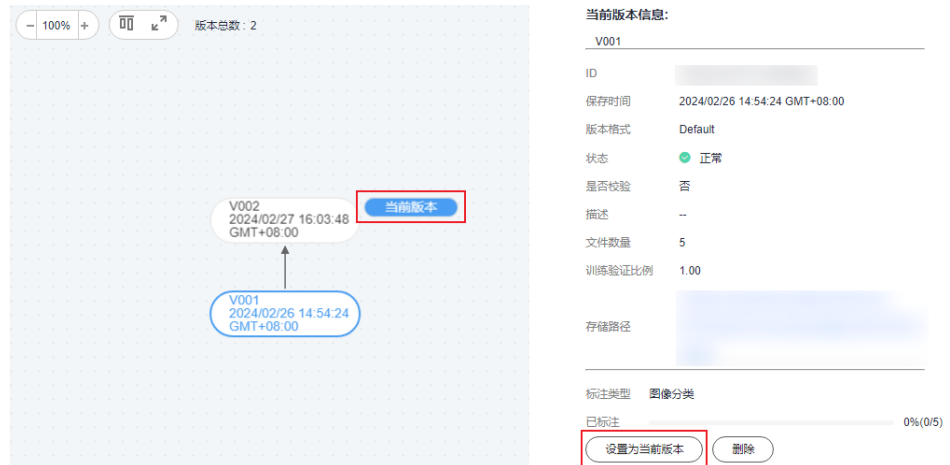 - 100% +
版本总数：2
V002
2024/02/27 16:03:48
GMT+08:00
当前版本
V001
2024/02/26 14:54:24
GMT+08:00
当前版本信息：
V001
ID
保存时间 2024/02/26 14:54:24 GMT+08:00
版本格式 Default
状态 正常
是否校验 否
描述 --
文件数量 5
训练验证比例 1.00
存储路径
标注类型 图像分类
已标注 0%(0/5)
设置为当前版本 删除